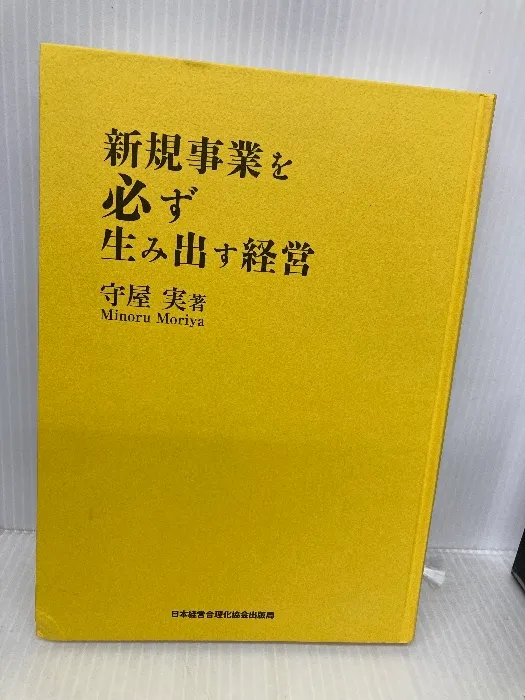 新規事業を
必ず
生み出す経営
守屋 実著
Minoru Moriya
日本経営合理化協会出版局